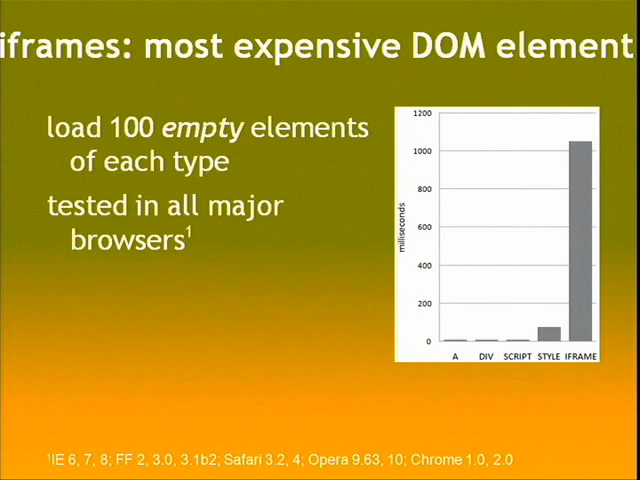 iframes: most expensive DOM element
load 100 empty elements
of each type
tested in all major
browsers¹
1200
1000
800
600
400
200
0
milliseconds
A DIV SCRIPT STYLE IFRAME
¹IE 6, 7, 8; FF 2, 3.0, 3.1b2; Safari 3.2, 4; Opera 9.63, 10; Chrome 1.0, 2.0